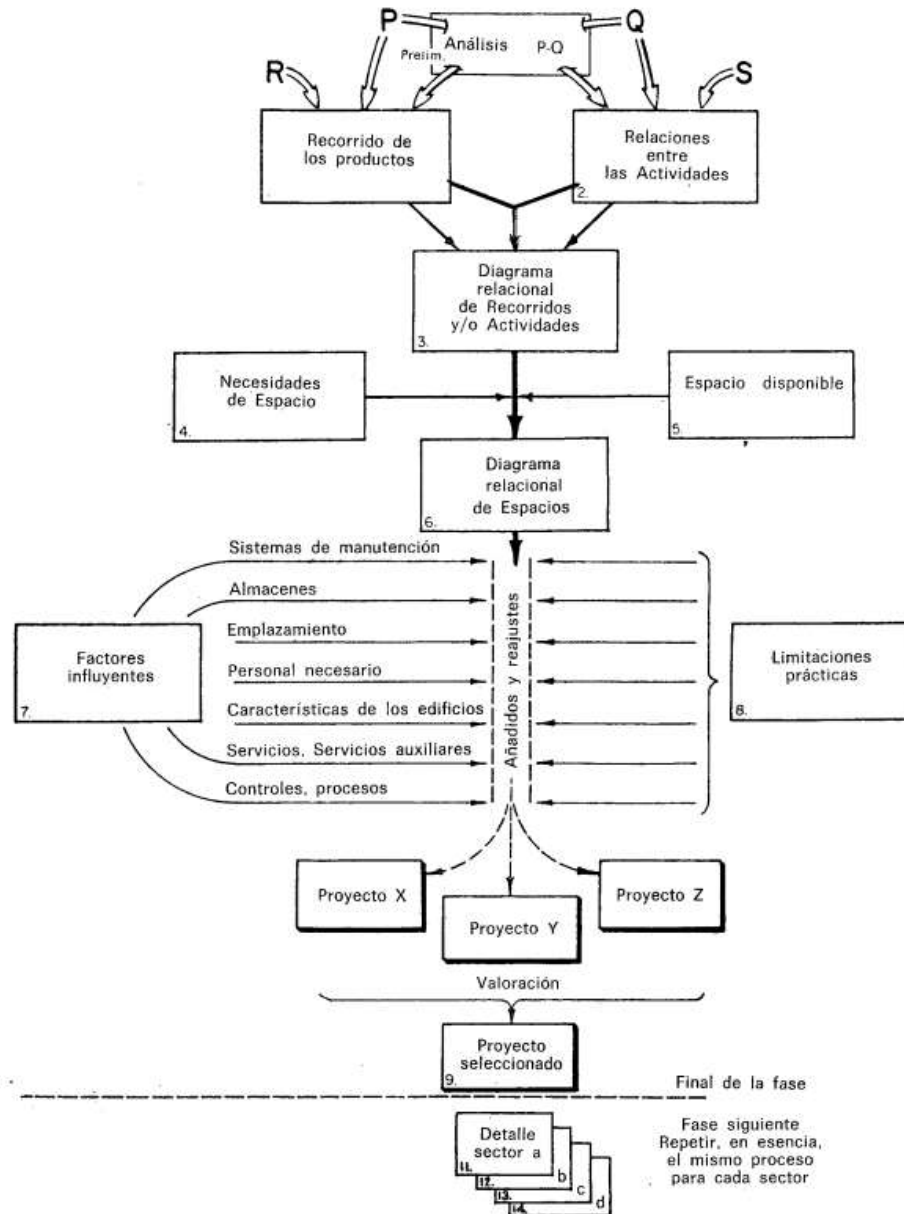 P
Q
Análisis P-Q
Prelim.
R
S
Recorrido de
los productos
Relaciones
entre
las Actividades
2.
Diagrama
relacional
de Recorridos
y/o Actividades
3.
Necesidades
de Espacio
4.
Espacio disponible
5.
Diagrama
relacional
de Espacios
6.
Sistemas de manutención
Almacenes
Emplazamiento
Personal necesario
Características de los edificios
Servicios, Servicios auxiliares
Controles, procesos
Factores
influyentes
7.
Añadidos y reajustes
Limitaciones
prácticas
8.
Proyecto X
Proyecto Y
Proyecto Z
Valoración
Proyecto
seleccionado
9.
Final de la fase
Detalle
sector a
11.
b
12.
c
13.
d
14.
Fase siguiente
Repetir, en esencia,
el mismo proceso
para cada sector